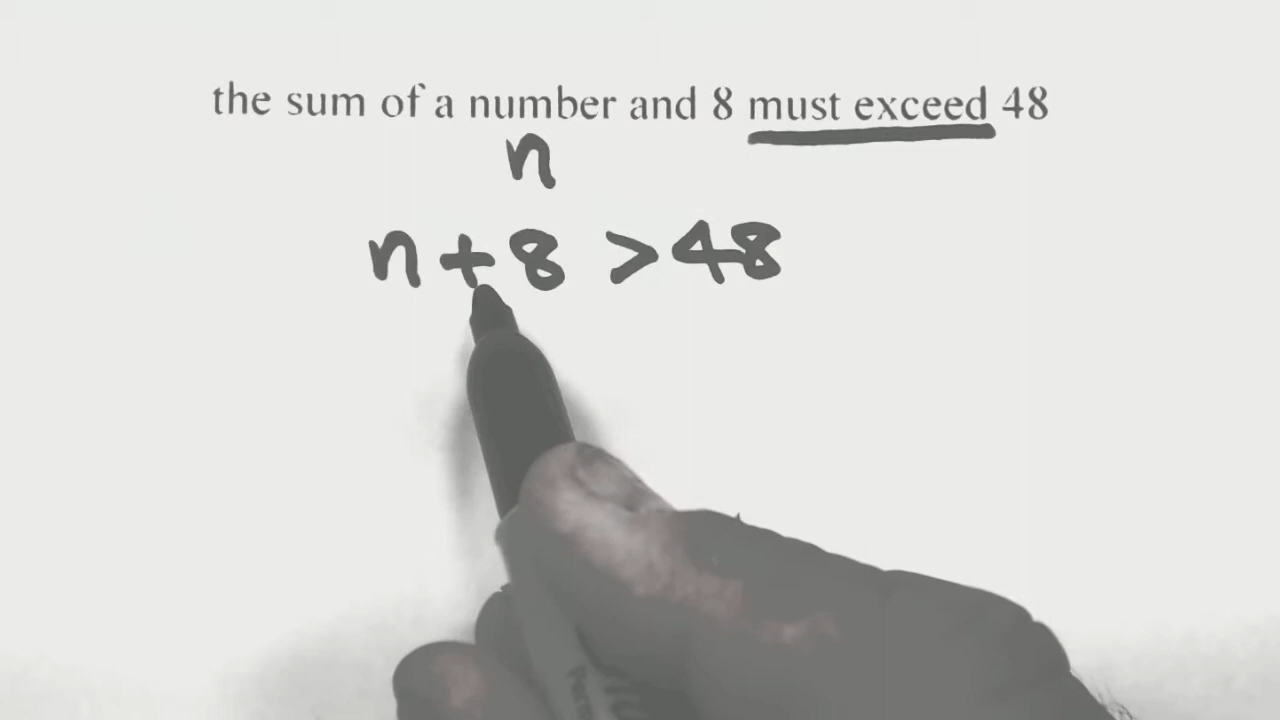 the sum of a number and 8 must exceed 48
n
n + 8 > 48